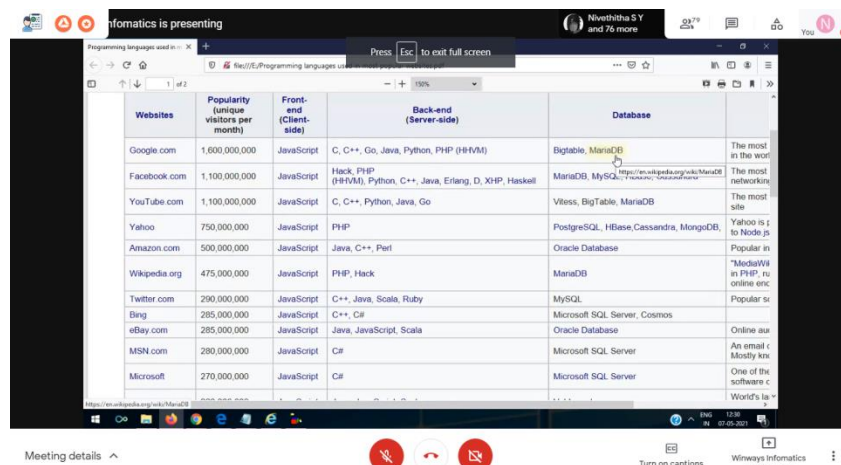 nfomatics is presenting
Nivethitha S Y
and 76 more
79
You
N
Programming languages used in m
Press Esc to exit full screen
file:///E:/Programming languages used in most popular websites.pdf
1 of 2
150%
Websites
Popularity
(unique
visitors per
month)
Front-
end
(Client-
side)
Back-end
(Server-side)
Database
Google.com 1,600,000,000 JavaScript C, C++, Go, Java, Python, PHP (HHVM) Bigtable, MariaDB The most
in the worl
https://en.wikipedia.org/wiki/MariaDB
Facebook.com 1,100,000,000 JavaScript Hack, PHP
(HHVM), Python, C++, Java, Erlang, D, XHP, Haskell MariaDB, MySQL, HBase, Cassandra The most
networking
YouTube.com 1,100,000,000 JavaScript C, C++, Python, Java, Go Vitess, BigTable, MariaDB The most
site
Yahoo 750,000,000 JavaScript PHP PostgreSQL, HBase,Cassandra, MongoDB, Yahoo is p
to Node.js
Amazon.com 500,000,000 JavaScript Java, C++, Perl Oracle Database Popular in
Wikipedia.org 475,000,000 JavaScript PHP, Hack MariaDB "MediaWik
in PHP, ru
online enc
Twitter.com 290,000,000 JavaScript C++, Java, Scala, Ruby MySQL Popular so
Bing 285,000,000 JavaScript C++, C# Microsoft SQL Server, Cosmos
eBay.com 285,000,000 JavaScript Java, JavaScript, Scala Oracle Database Online auc
MSN.com 280,000,000 JavaScript C# Microsoft SQL Server An email c
Mostly kno
Microsoft 270,000,000 JavaScript C# Microsoft SQL Server One of the
software c
World's la
https://en.wikipedia.org/wiki/MariaDB
ENG
IN
12:30
07-05-2021
Meeting details
CC
Turn on captions
Winways Infomatics